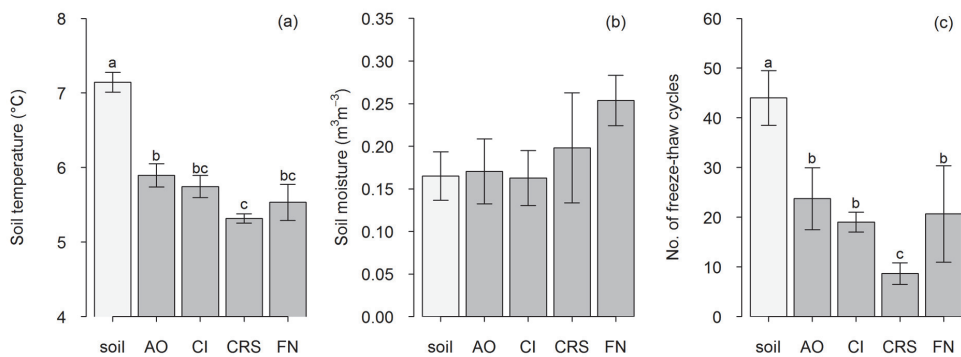 (a)
Soil temperature (°C)
8
7
6
5
4
a
b
bc
c
bc
soil AO CI CRS FN
(b)
Soil moisture (m³m⁻³)
0.35
0.30
0.25
0.20
0.15
0.10
0.05
0.00
soil AO CI CRS FN
(c)
No. of freeze-thaw cycles
60
50
40
30
20
10
0
a
b
b
c
b
soil AO CI CRS FN